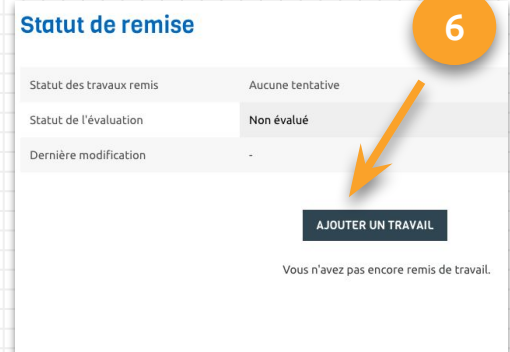 Statut de remise
6
Statut des travaux remis Aucune tentative
Statut de l'évaluation Non évalué
Dernière modification -
AJOUTER UN TRAVAIL
Vous n'avez pas encore remis de travail.